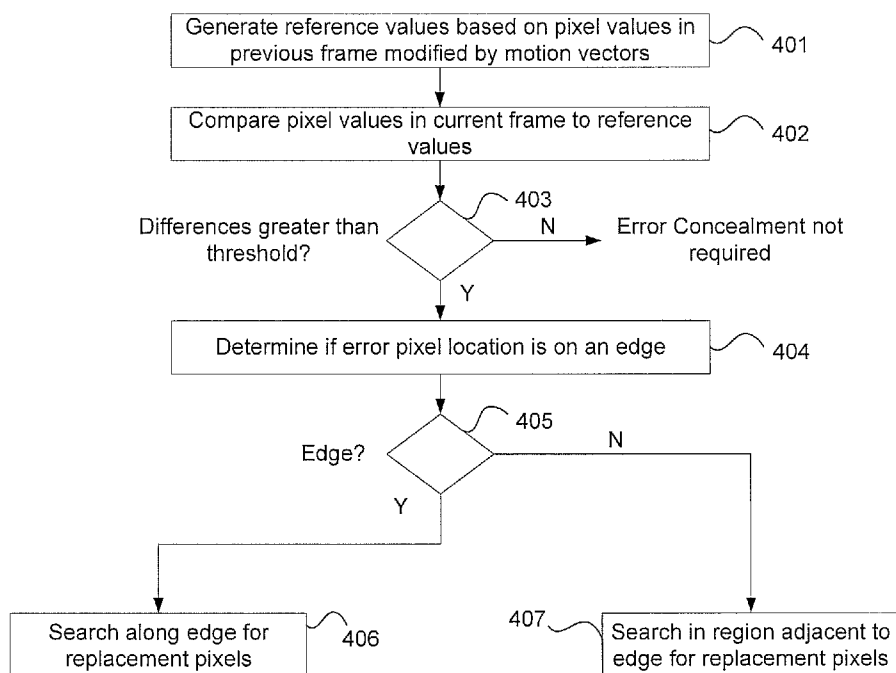 Generate reference values based on pixel values in
previous frame modified by motion vectors
401
Compare pixel values in current frame to reference
values
402
403
Differences greater than
threshold?
N
Error Concealment not
required
Y
Determine if error pixel location is on an edge
404
405
Edge?
N
Y
Search along edge for
replacement pixels
406
407
Search in region adjacent to
edge for replacement pixels